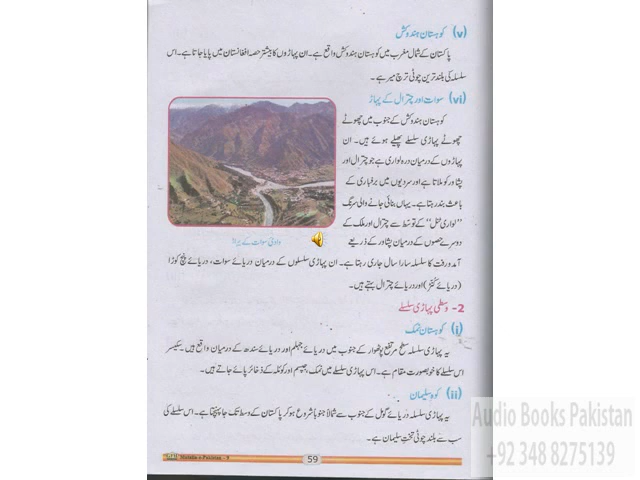 (v) کوہستان ہندوکش
پاکستان کے شمال مغرب میں کوہستان ہندوکش واقع ہے۔ ان پہاڑوں کا بیشتر حصہ افغانستان میں پایا جاتا ہے۔ اس
سلسلہ کی بلند ترین چوٹی ترچ میر ہے۔
(vi) سوات اور چترال کے پہاڑ
کوہستان ہندوکش کے جنوب میں چھوٹے
چھوٹے پہاڑی سلسلے پھیلے ہوئے ہیں۔ ان
پہاڑوں کے درمیان درہ لواری ہے جو چترال اور
پشاور کو ملاتا ہے اور سردیوں میں برفباری کے
باعث بند رہتا ہے۔ یہاں بنائی جانے والی سرنگ
''لواری ٹنل'' کے توسط سے چترال اور ملک کے
دوسرے حصوں کے درمیان پشاور کے ذریعے
وادئ سوات کے پہاڑ
آمدورفت کا سلسلہ سارا سال جاری رہتا ہے۔ ان پہاڑی سلسلوں کے درمیان دریائے سوات، دریائے پنج کوڑا
(دریائے کنٹر) اور دریائے چترال بہتے ہیں۔
2- وسطی پہاڑی سلسلے
(i) کوہستان نمک
یہ پہاڑی سلسلہ سطح مرتفع پوٹھوار کے جنوب میں دریائے جہلم اور دریائے سندھ کے درمیان واقع ہیں۔ سکیسر
اس سلسلے کا خوبصورت مقام ہے۔ اس پہاڑی سلسلے میں نمک، جپسم اور کوئلہ کے ذخائر پائے جاتے ہیں۔
(ii) کوہ سلیمان
یہ پہاڑی سلسلہ دریائے گومل کے جنوب سے شمالاً جنوباً شروع ہو کر پاکستان کے وسط تک جا پہنچتا ہے۔ اس سلسلے کی
سب سے بلند چوٹی تخت سلیمان ہے۔
59
Audio Books Pakistan
+92 348 8275139